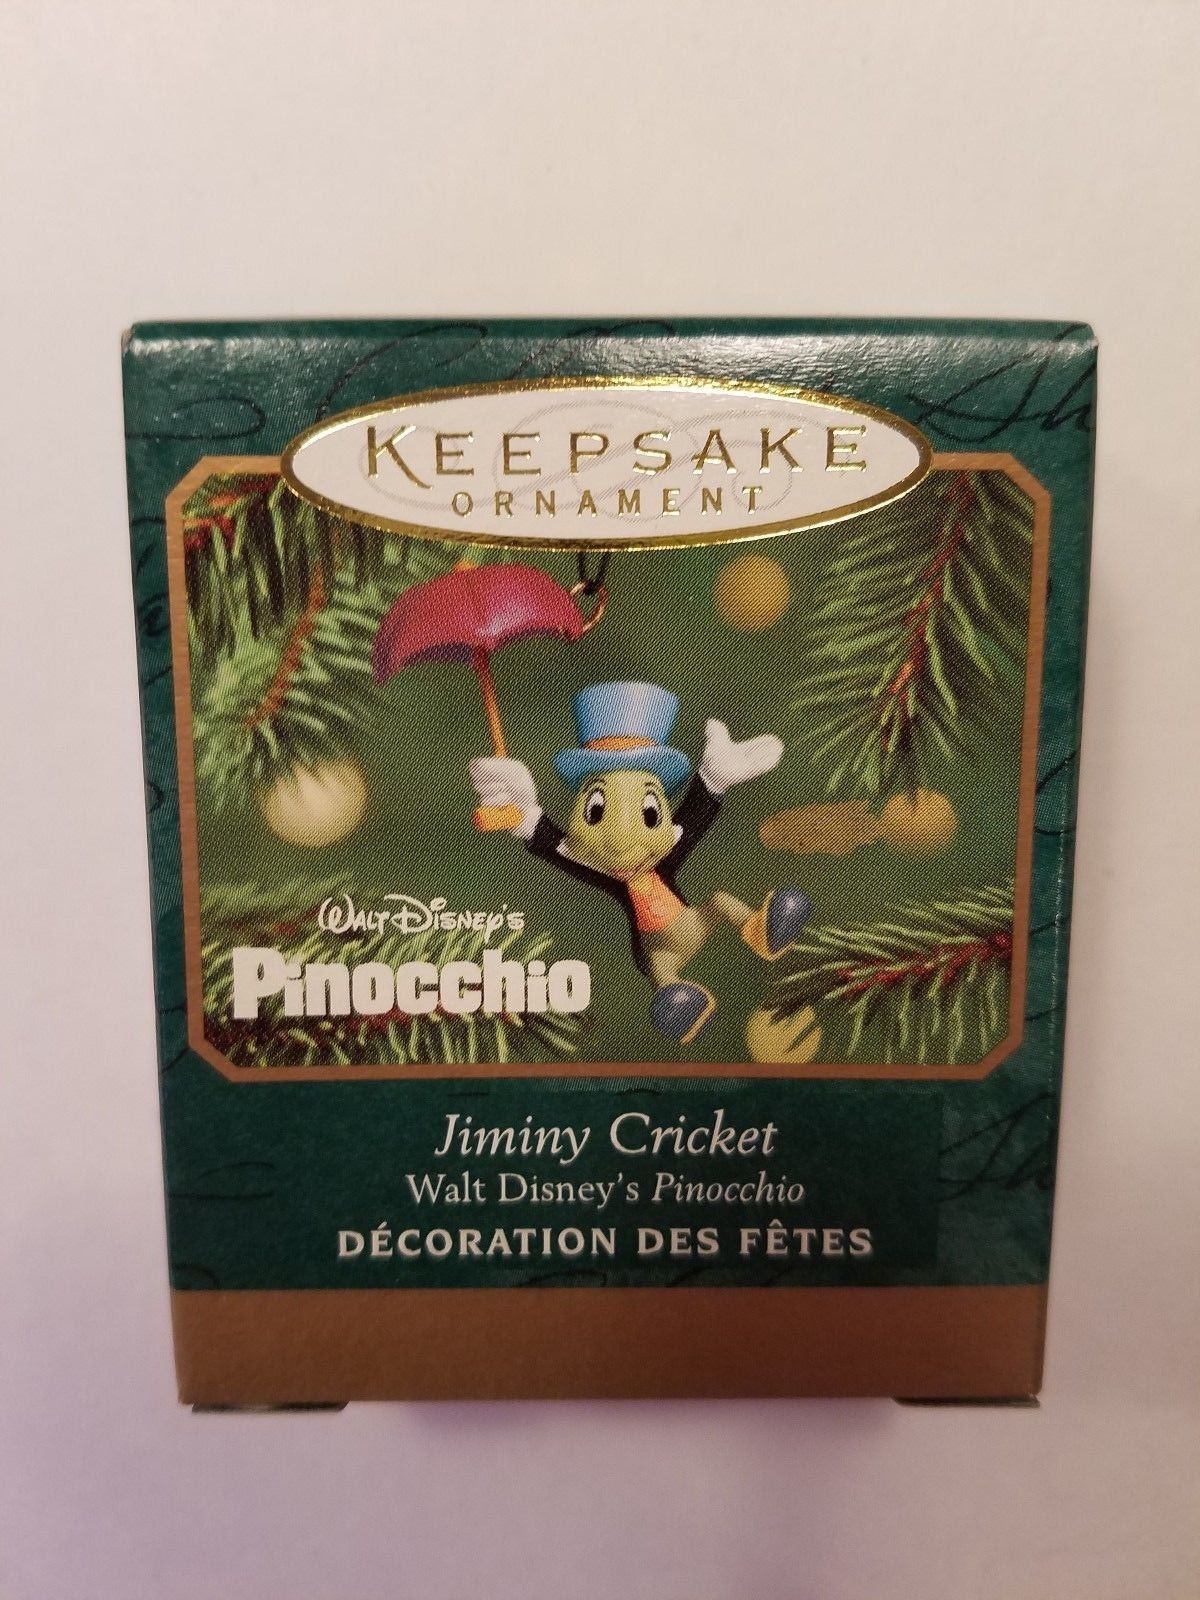 KEEPSAKE
ORNAMENT
WALT DISNEY'S
Pinocchio
Jiminy Cricket
Walt Disney's Pinocchio
DÉCORATION DES FÊTES